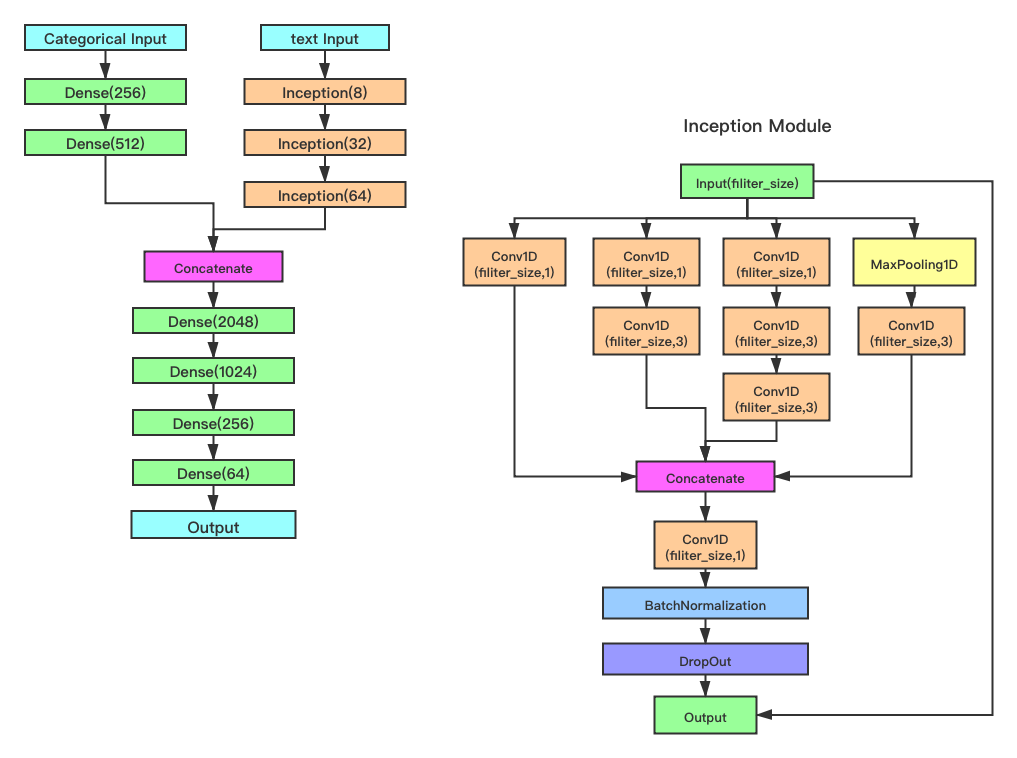 Categorical Input
text Input
Dense(256)
Inception(8)
Dense(512)
Inception(32)
Inception(64)
Concatenate
Dense(2048)
Dense(1024)
Dense(256)
Dense(64)
Output
Inception Module
Input(filiter_size)
Conv1D
(filiter_size,1)
Conv1D
(filiter_size,1)
Conv1D
(filiter_size,1)
MaxPooling1D
Conv1D
(filiter_size,3)
Conv1D
(filiter_size,3)
Conv1D
(filiter_size,3)
Conv1D
(filiter_size,3)
Concatenate
Conv1D
(filiter_size,1)
BatchNormalization
DropOut
Output